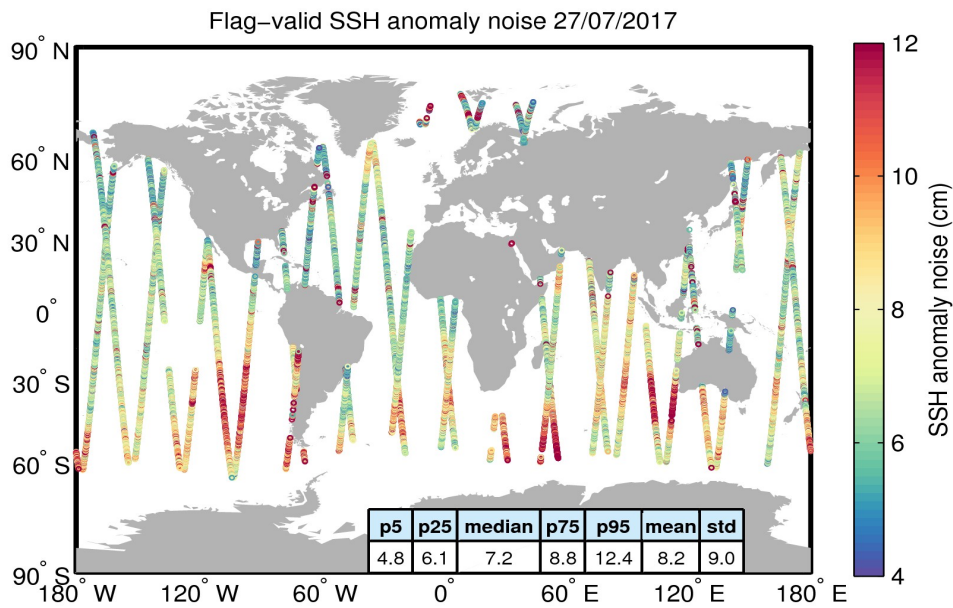 Flag−valid SSH anomaly noise 27/07/2017
90° N
60° N
30° N
0°
30° S
60° S
90° S
180° W 120° W 60° W 0° 60° E 120° E 180° E
p5 p25 median p75 p95 mean std
4.8 6.1 7.2 8.8 12.4 8.2 9.0
12
10
8
6
4
SSH anomaly noise (cm)